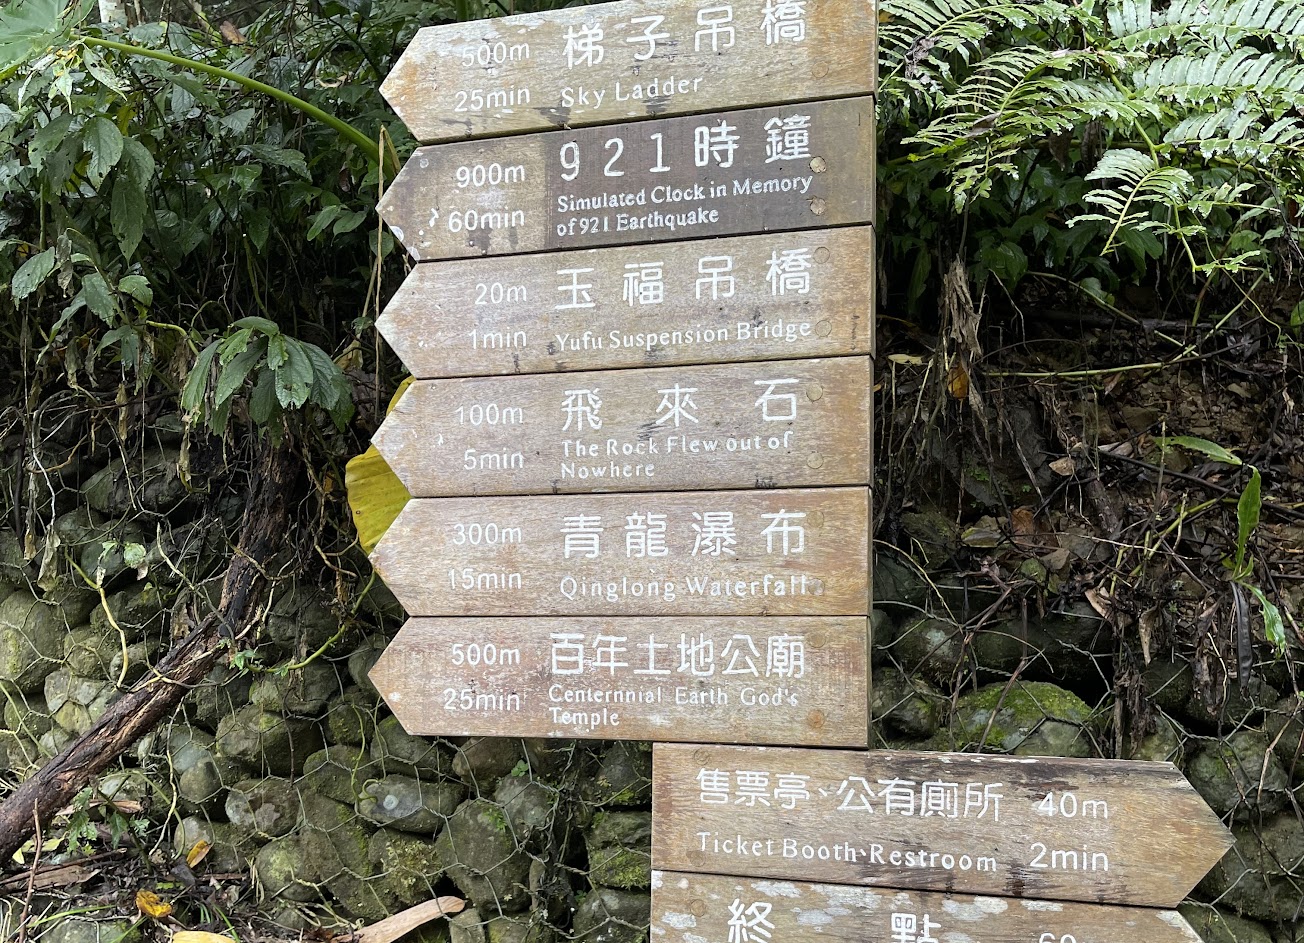 500m 梯子吊橋
25min Sky Ladder
900m 921時鐘
60min Simulated Clock in Memory
of 921 Earthquake
20m 玉福吊橋
1min Yufu Suspension Bridge
100m 飛來石
5min The Rock Flew out of
Nowhere
300m 青龍瀑布
15min Qinglong Waterfall
500m 百年土地公廟
25min Centernnial Earth God's
Temple
售票亭、公有廁所 40m
Ticket Booth、Restroom 2min
終點